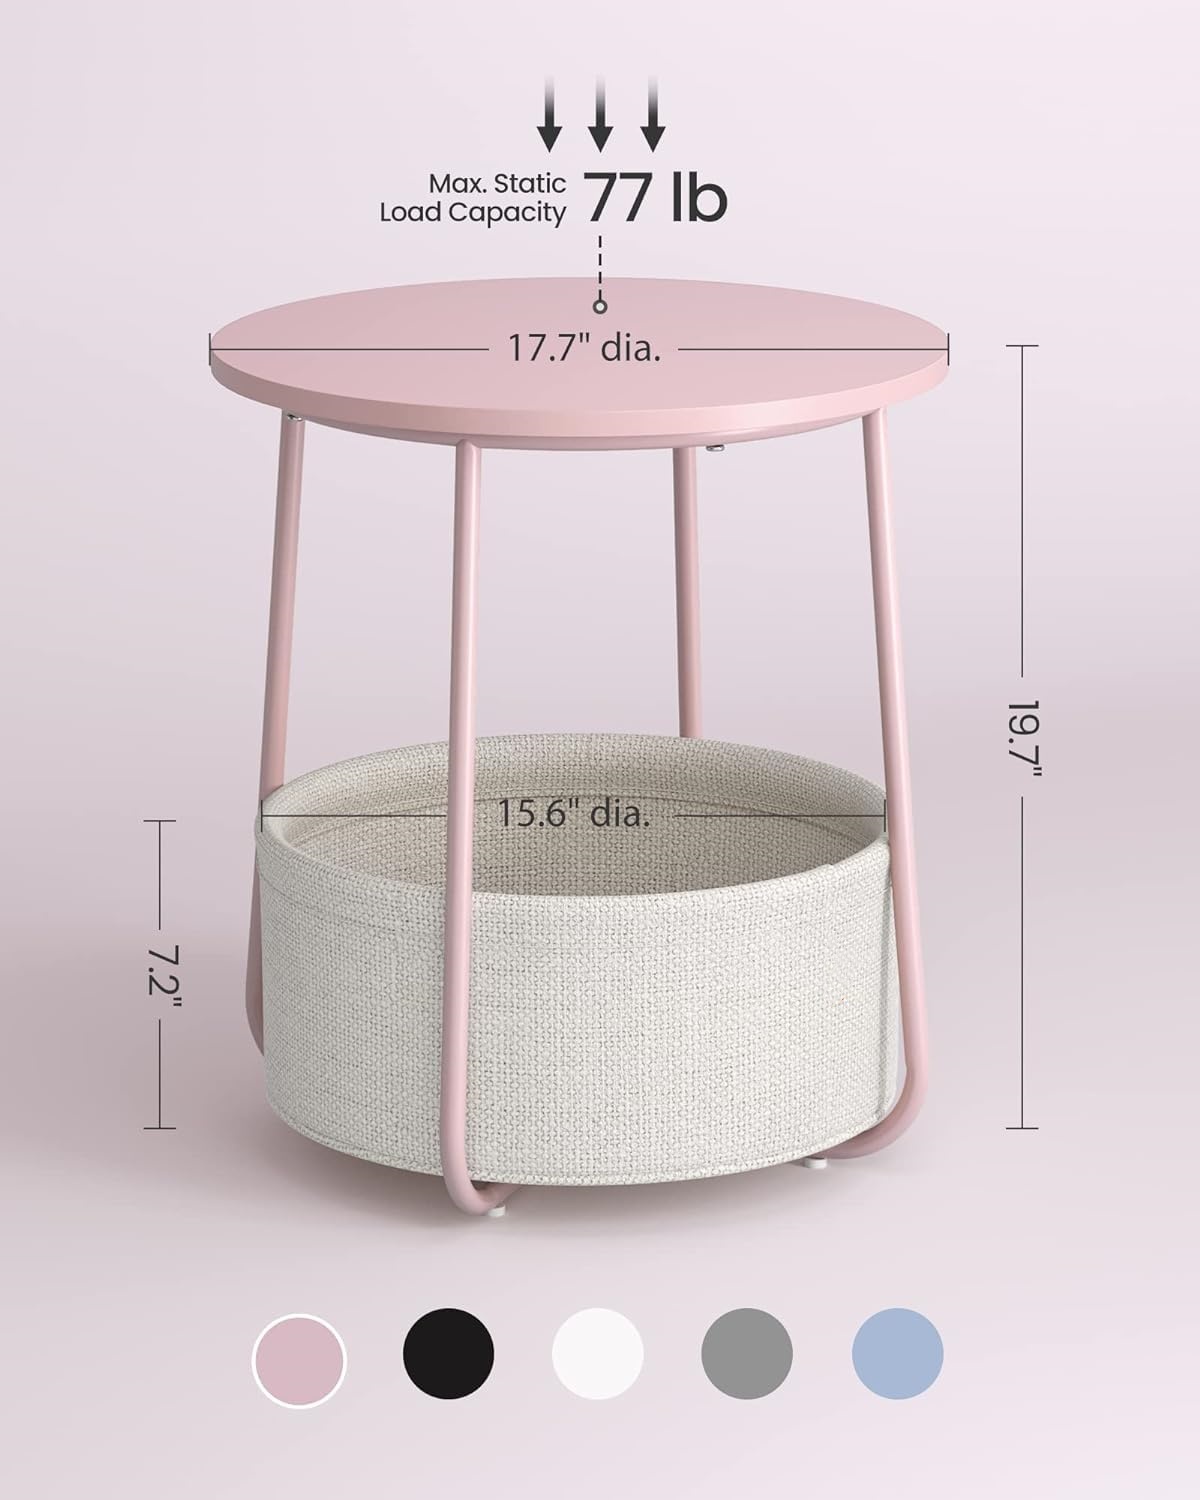 Max. Static
Load Capacity
77 lb
17.7" dia.
19.7"
15.6" dia.
7.2"